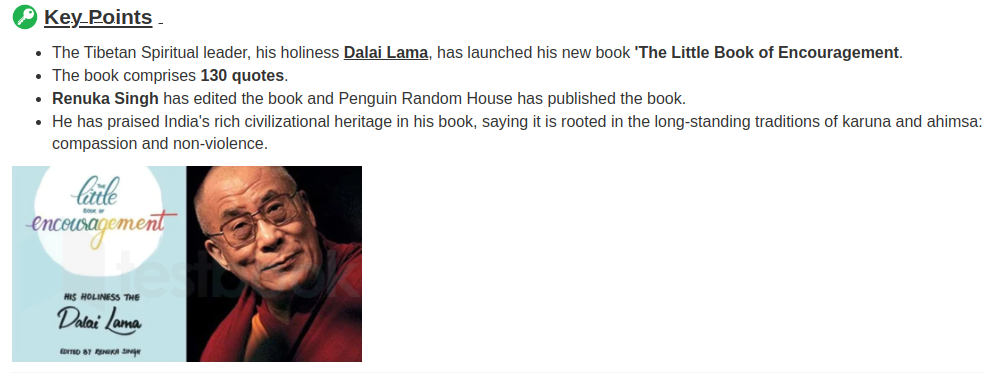 Key Points
The Tibetan Spiritual leader, his holiness Dalai Lama, has launched his new book 'The Little Book of Encouragement.
The book comprises 130 quotes.
Renuka Singh has edited the book and Penguin Random House has published the book.
He has praised India's rich civilizational heritage in his book, saying it is rooted in the long-standing traditions of karuna and ahimsa:
compassion and non-violence.
THE
little
BOOK OF
encouragement
testbook
HIS HOLINESS THE
Dalai Lama
EDITED BY RENUKA SINGH